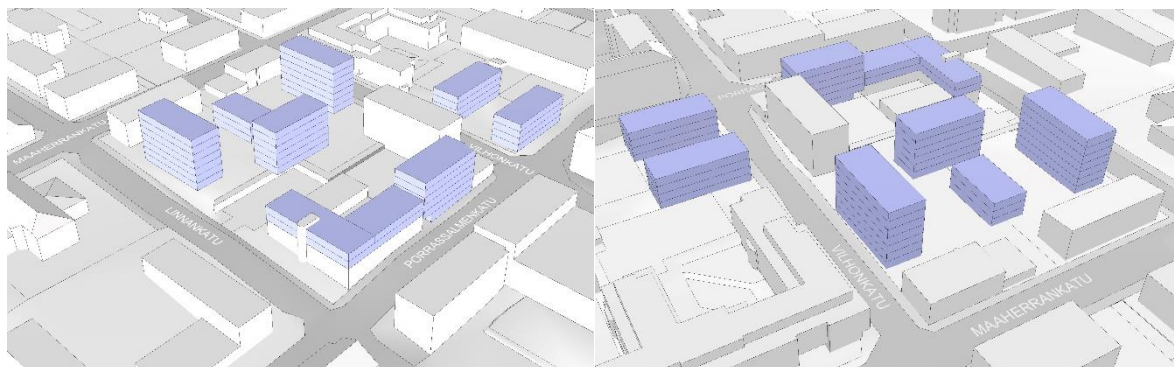 MAAHERRANKATU
VILHONKATU
LINNANKATU
PORRASSALMENKATU
VILHONKATU
MAAHERRANKATU